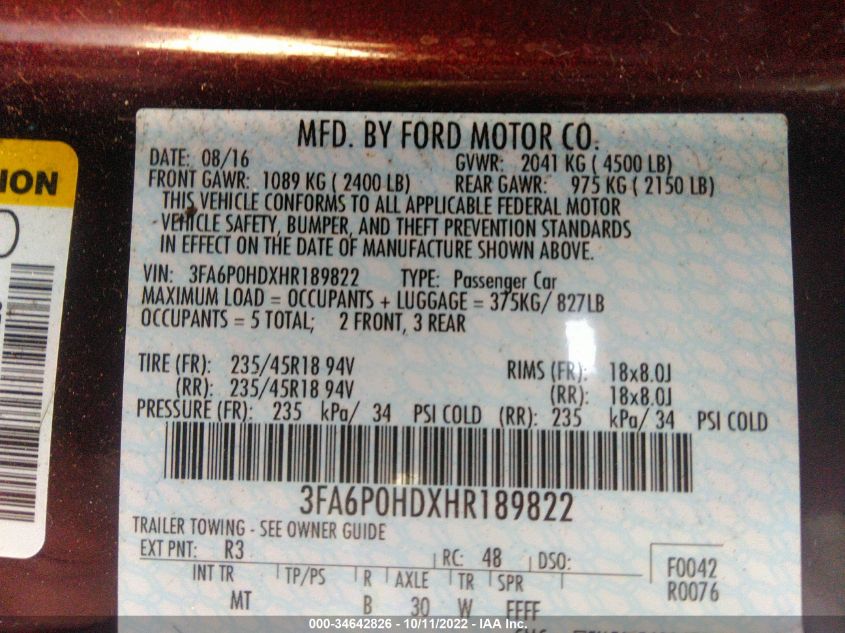 MFD. BY FORD MOTOR CO.
DATE: 08/16 GVWR: 2041 KG ( 4500 LB)
FRONT GAWR: 1089 KG ( 2400 LB) REAR GAWR: 975 KG ( 2150 LB)
THIS VEHICLE CONFORMS TO ALL APPLICABLE FEDERAL MOTOR
VEHICLE SAFETY, BUMPER, AND THEFT PREVENTION STANDARDS
IN EFFECT ON THE DATE OF MANUFACTURE SHOWN ABOVE.
VIN: 3FA6P0HDXHR189822 TYPE: Passenger Car
MAXIMUM LOAD = OCCUPANTS + LUGGAGE = 375KG/ 827LB
OCCUPANTS = 5 TOTAL; 2 FRONT, 3 REAR
TIRE (FR): 235/45R18 94V RIMS (FR): 18x8.0J
(RR): 235/45R18 94V (RR): 18x8.0J
PRESSURE (FR): 235 kPa/ 34 PSI COLD (RR): 235 kPa/ 34 PSI COLD
3FA6P0HDXHR189822
TRAILER TOWING - SEE OWNER GUIDE
EXT PNT: R3 RC: 48 DSO: F0042
INT TR TP/PS R AXLE TR SPR R0076
MT B 30 W FFFF
ION
000-34642826 - 10/11/2022 - IAA Inc.